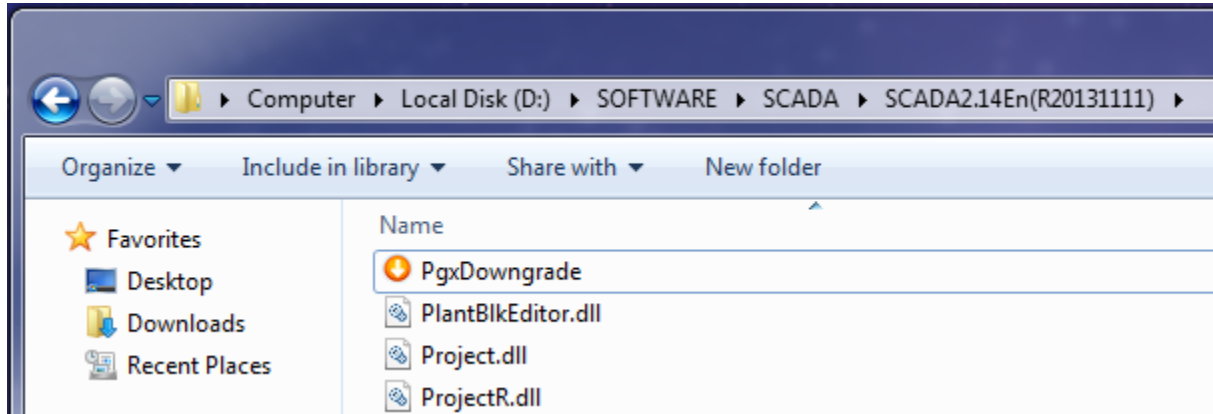 Computer Local Disk (D:) SOFTWARE SCADA SCADA2.14En(R20131111)
Organize Include in library Share with New folder
Favorites
Desktop
Downloads
Recent Places
Name
PgxDowngrade
PlantBlkEditor.dll
Project.dll
ProjectR.dll